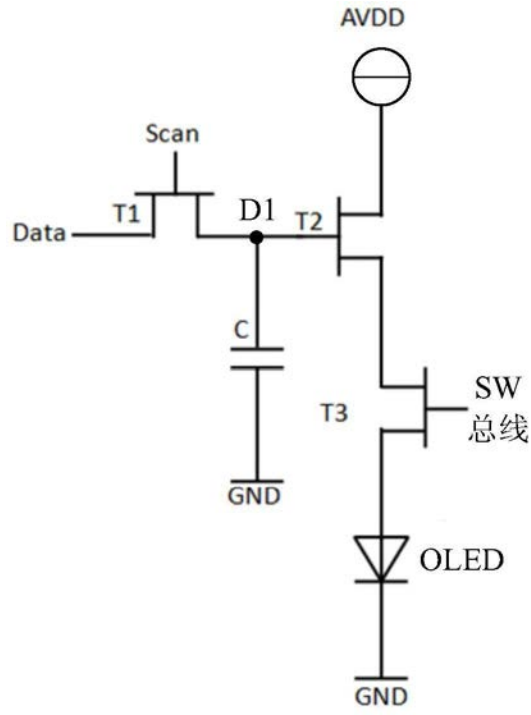 AVDD
Scan
T1
D1
T2
Data
C
SW
总线
T3
GND
OLED
GND